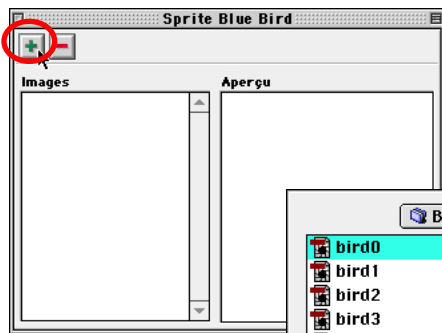 Sprite Blue Bird
Images
Aperçu
B
bird0
bird1
bird2
bird3